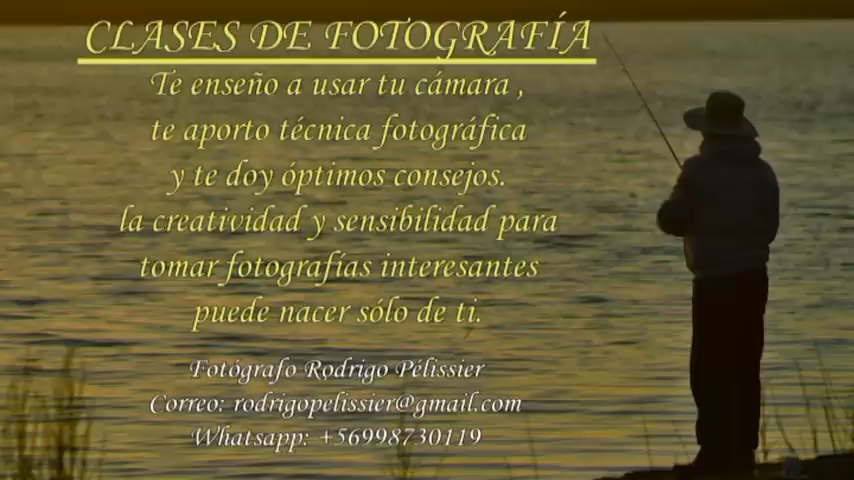 CLASES DE FOTOGRAFÍA
Te enseño a usar tu cámara ,
te aporto técnica fotográfica
y te doy óptimos consejos.
la creatividad y sensibilidad para
tomar fotografías interesantes
puede nacer sólo de ti.
Fotógrafo Rodrigo Pélissier
Correo: rodrigopelissier@gmail.com
Whatsapp: +56998730119